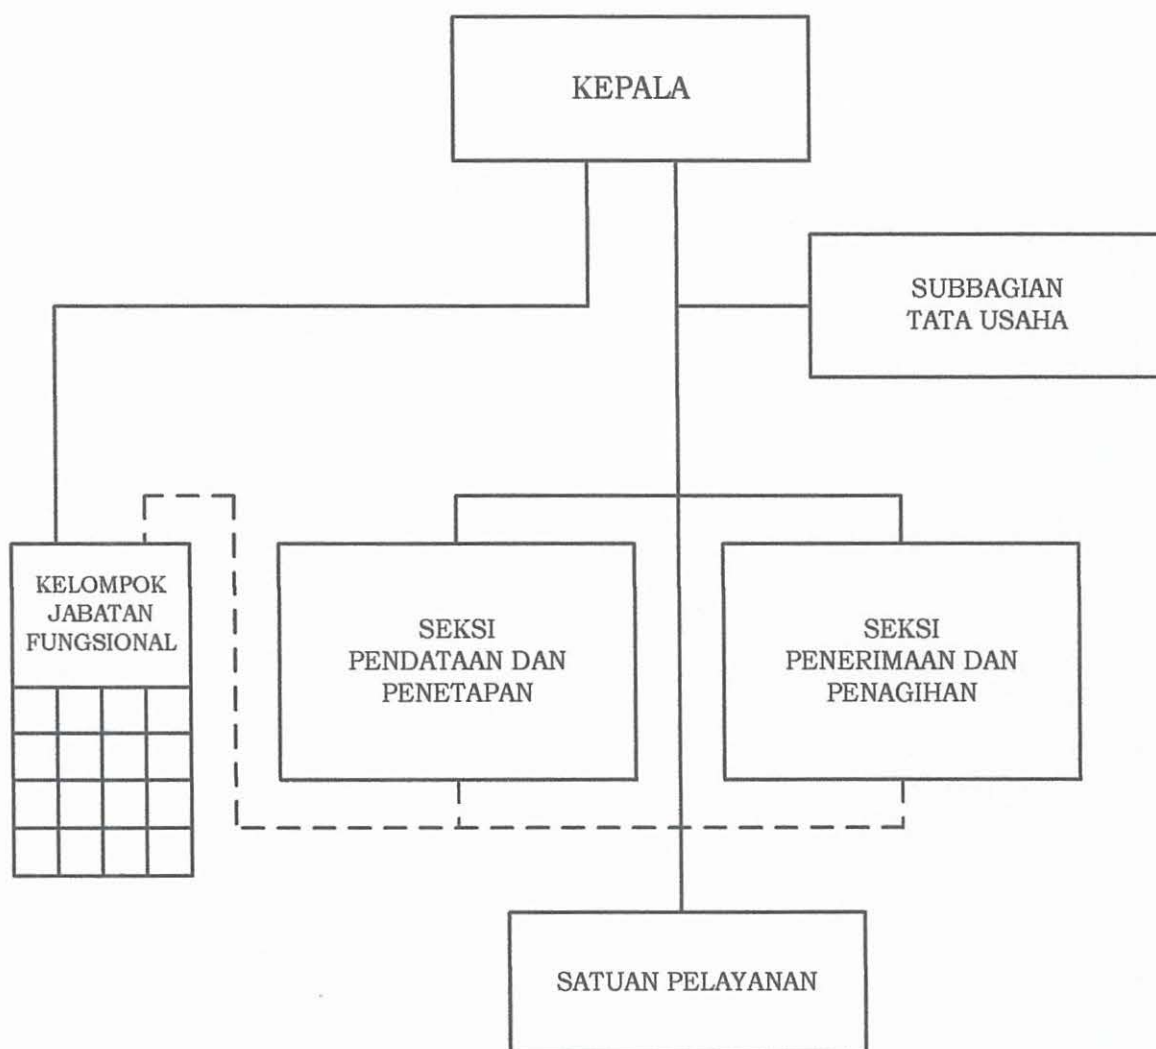 KEPALA
SUBBAGIAN
TATA USAHA
KELOMPOK
JABATAN
FUNGSIONAL
SEKSI
PENDATAAN DAN
PENETAPAN
SEKSI
PENERIMAAN DAN
PENAGIHAN
SATUAN PELAYANAN